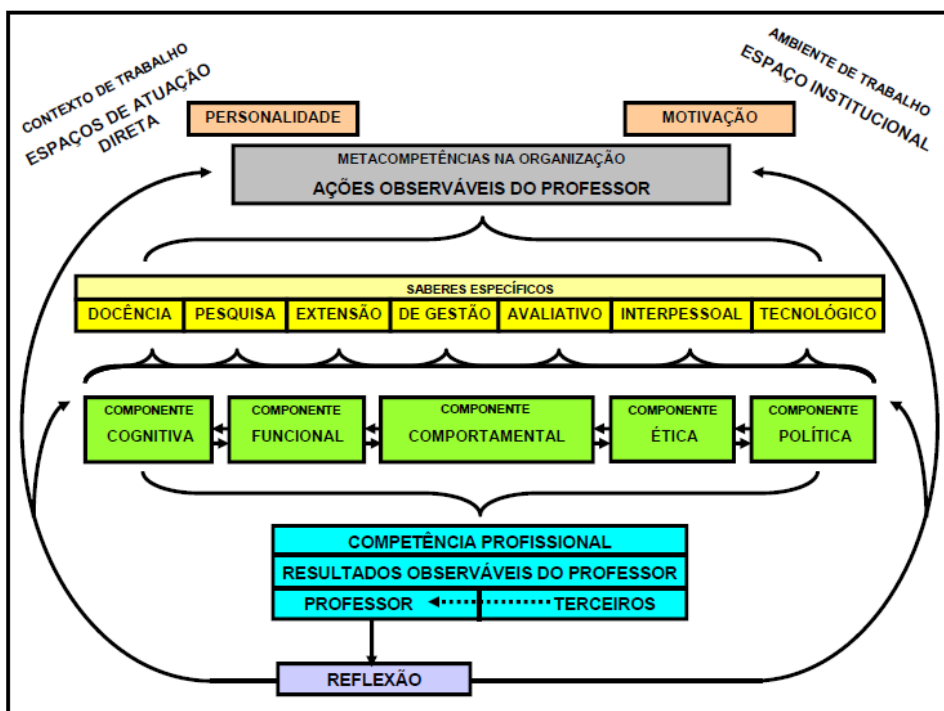 CONTEXTO DE TRABALHO
ESPAÇOS DE ATUAÇÃO
DIRETA
AMBIENTE DE TRABALHO
ESPAÇO INSTITUCIONAL
PERSONALIDADE
MOTIVAÇÃO
METACOMPETÊNCIAS NA ORGANIZAÇÃO
AÇÕES OBSERVÁVEIS DO PROFESSOR
SABERES ESPECÍFICOS
DOCÊNCIA PESQUISA EXTENSÃO DE GESTÃO AVALIATIVO INTERPESSOAL TECNOLÓGICO
COMPONENTE
COGNITIVA
COMPONENTE
FUNCIONAL
COMPONENTE
COMPORTAMENTAL
COMPONENTE
ÉTICA
COMPONENTE
POLÍTICA
COMPETÊNCIA PROFISSIONAL
RESULTADOS OBSERVÁVEIS DO PROFESSOR
PROFESSOR TERCEIROS
REFLEXÃO